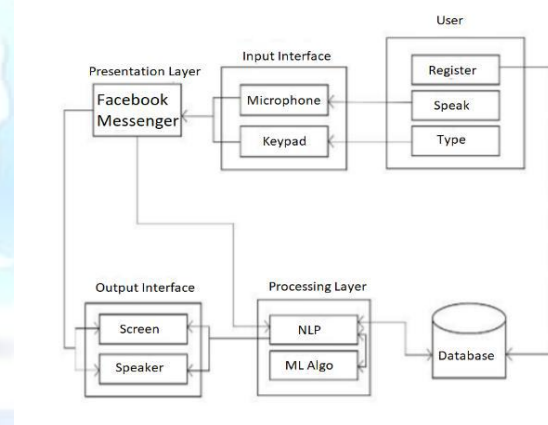 User
Input Interface
Register
Presentation Layer
Facebook
Messenger
Microphone
Speak
Keypad
Type
Output Interface
Processing Layer
Screen
NLP
Database
Speaker
ML Algo